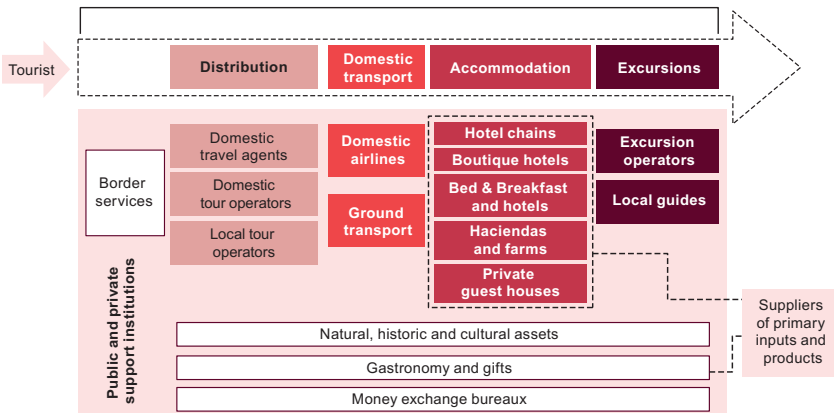 Tourist
Distribution
Domestic
transport
Accommodation
Excursions
Border
services
Domestic
travel agents
Domestic
tour operators
Local tour
operators
Domestic
airlines
Ground
transport
Hotel chains
Boutique hotels
Bed & Breakfast
and hotels
Haciendas
and farms
Private
guest houses
Excursion
operators
Local guides
Public and private
support institutions
Natural, historic and cultural assets
Gastronomy and gifts
Money exchange bureaux
Suppliers
of primary
inputs and
products